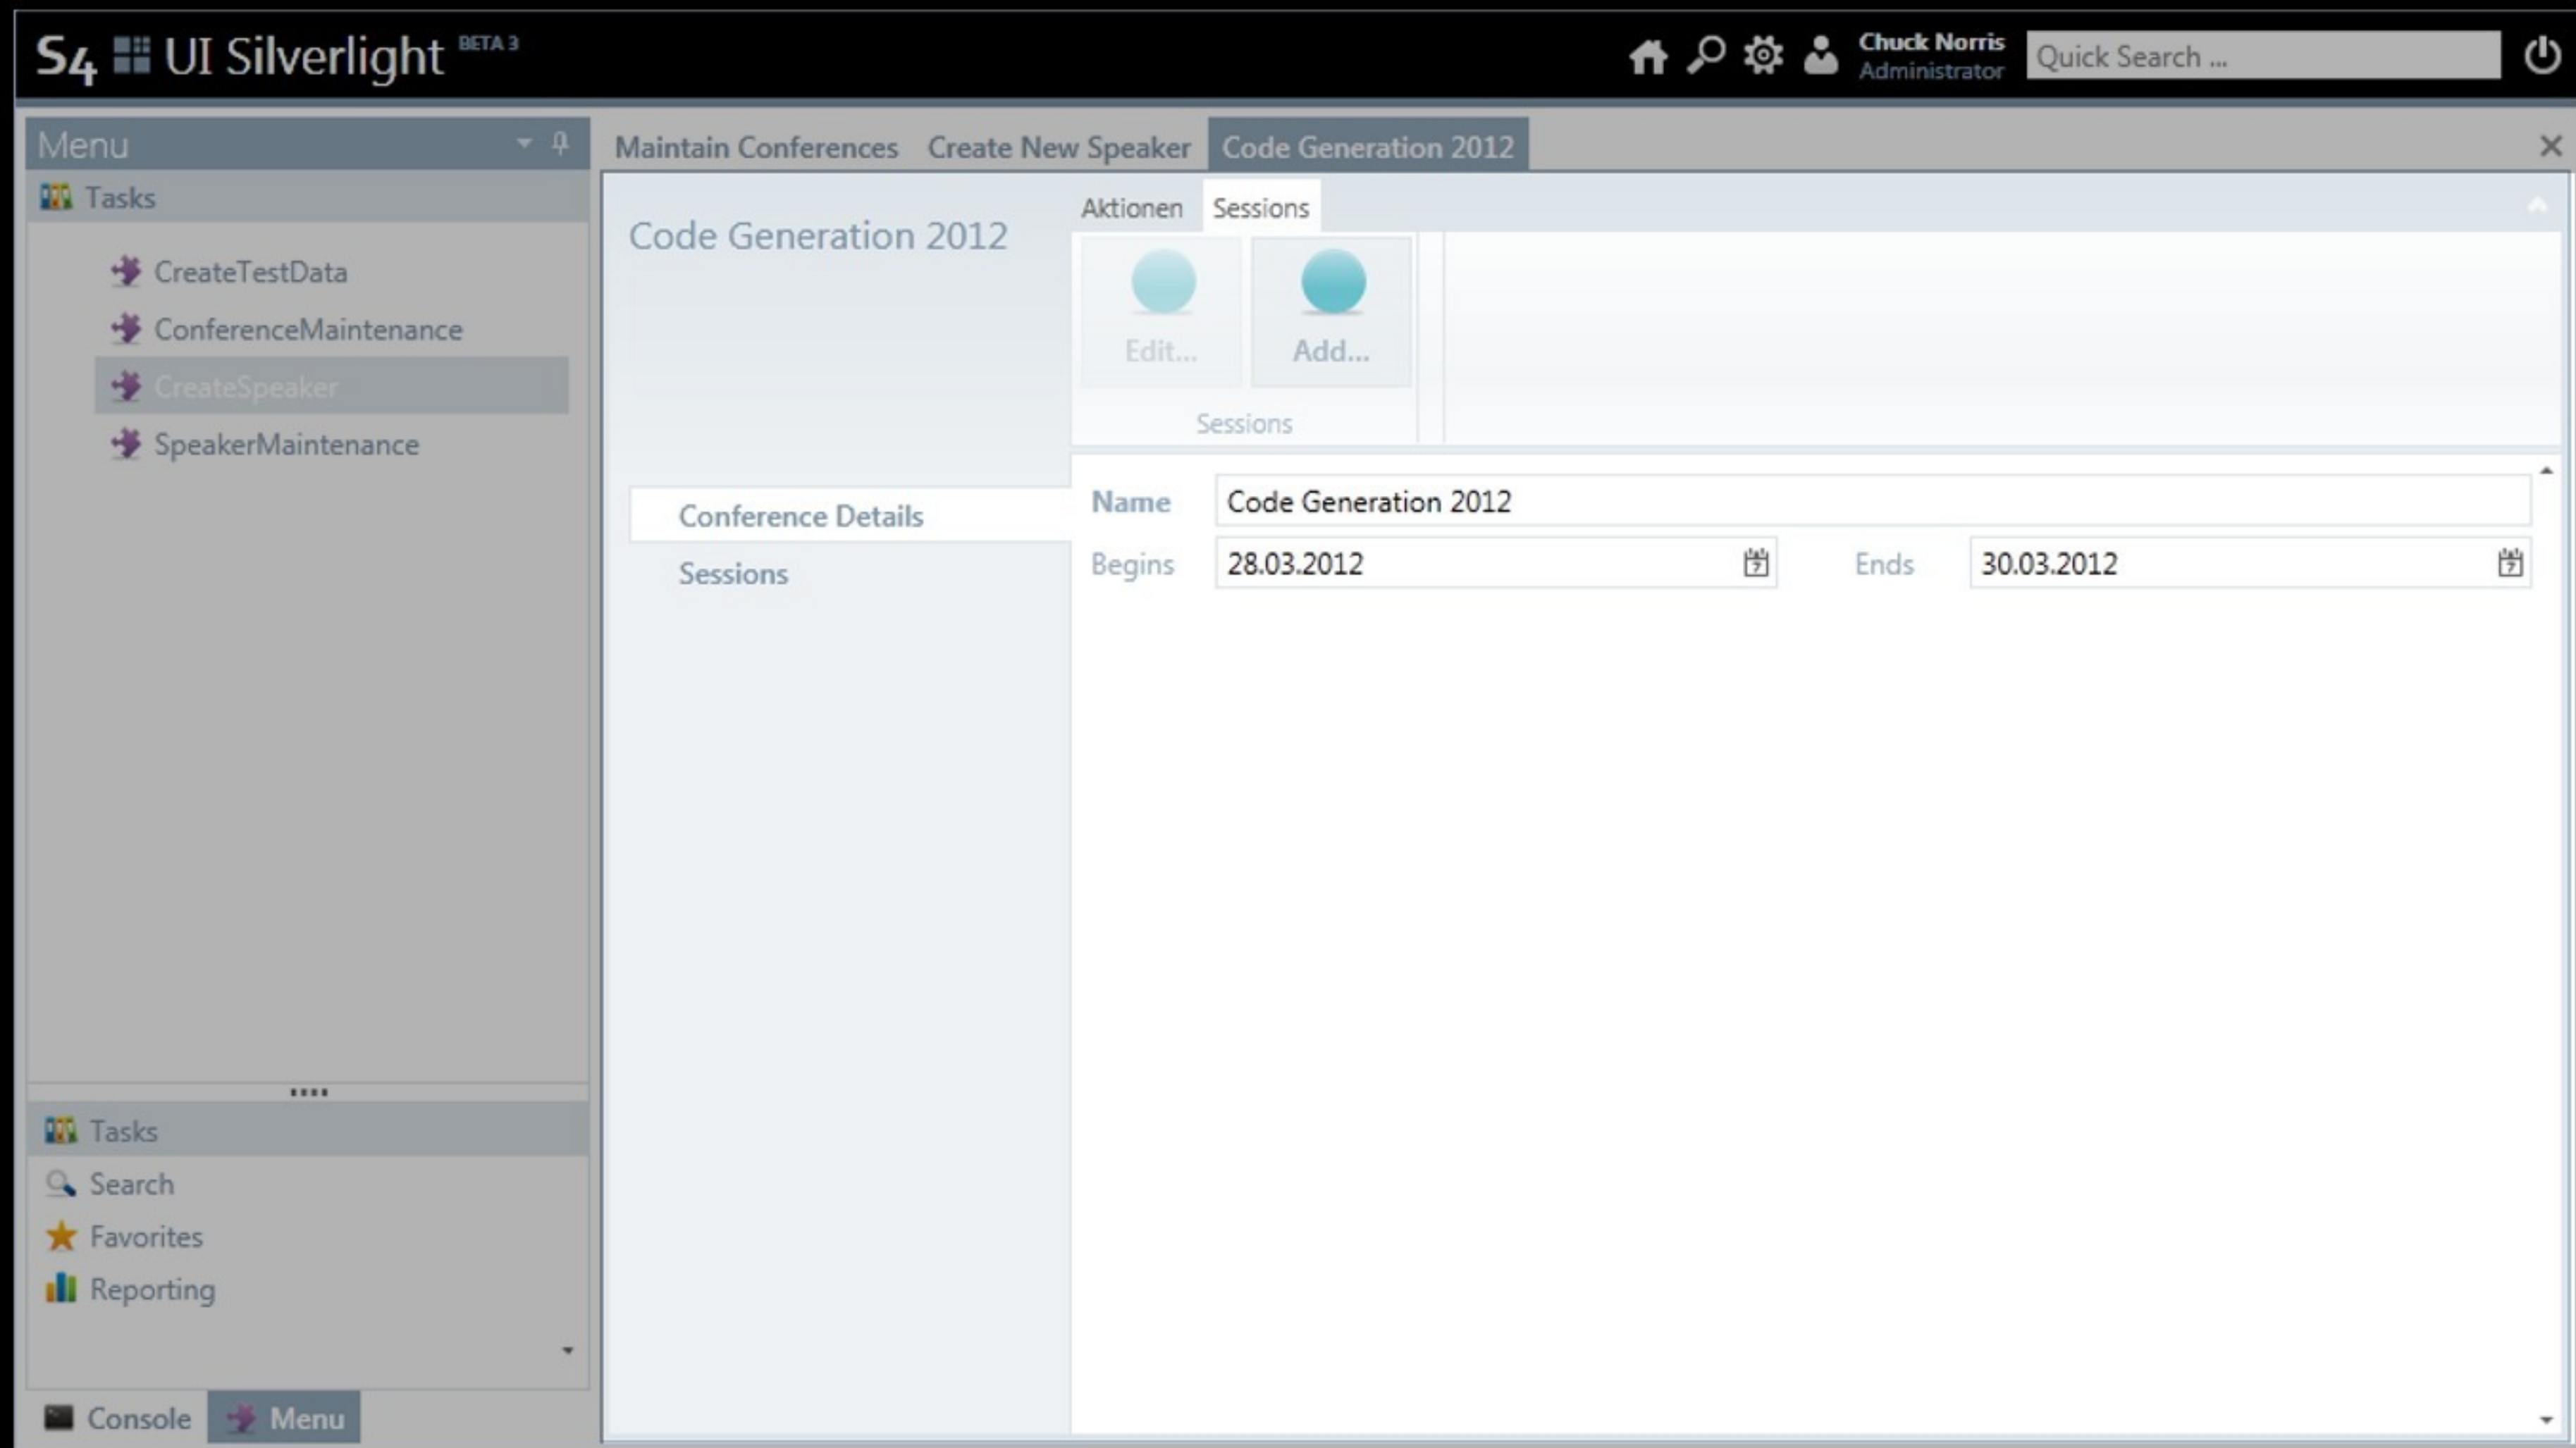 S4 UI Silverlight BETA 3
Chuck Norris
Administrator
Quick Search ...
Menu
Tasks
CreateTestData
ConferenceMaintenance
CreateSpeaker
SpeakerMaintenance
Tasks
Search
Favorites
Reporting
Console Menu
Maintain Conferences Create New Speaker Code Generation 2012
Code Generation 2012
Aktionen Sessions
Edit... Add...
Sessions
Conference Details
Sessions
Name Code Generation 2012
Begins 28.03.2012 Ends 30.03.2012